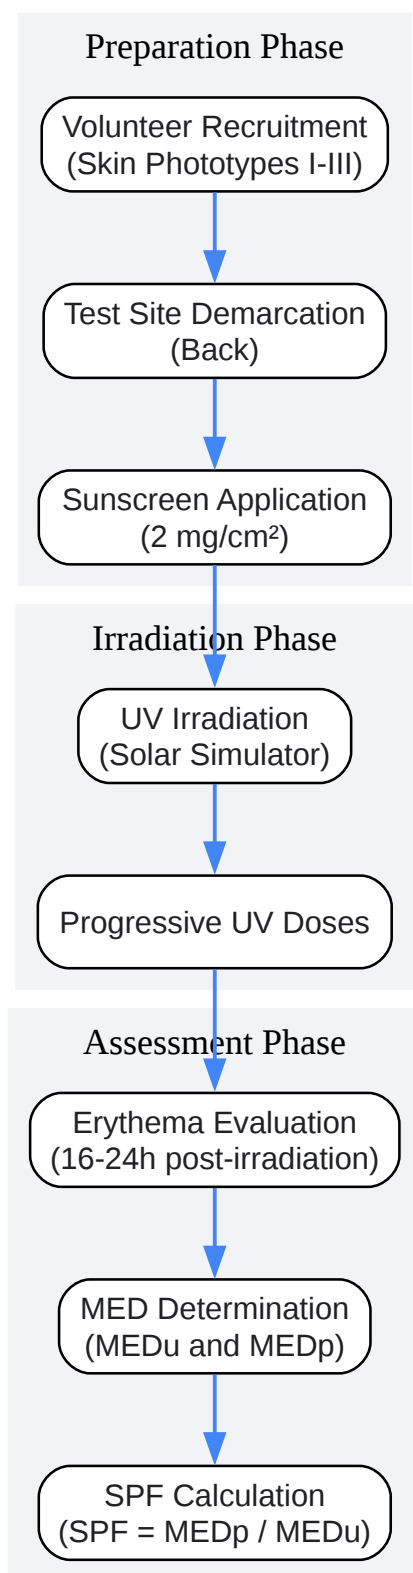 Preparation Phase
Volunteer Recruitment
(Skin Phototypes I-III)
Test Site Demarcation
(Back)
Sunscreen Application
(2 mg/cm²)
Irradiation Phase
UV Irradiation
(Solar Simulator)
Progressive UV Doses
Assessment Phase
Erythema Evaluation
(16-24h post-irradiation)
MED Determination
(MEDu and MEDp)
SPF Calculation
(SPF = MEDp / MEDu)